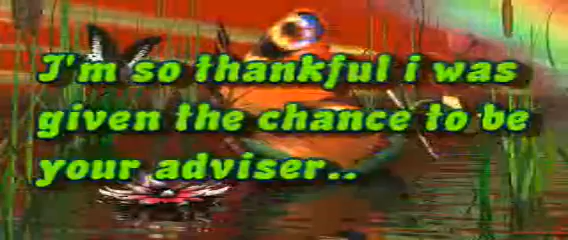 I'm so thankful i was
given the chance to be
your adviser..